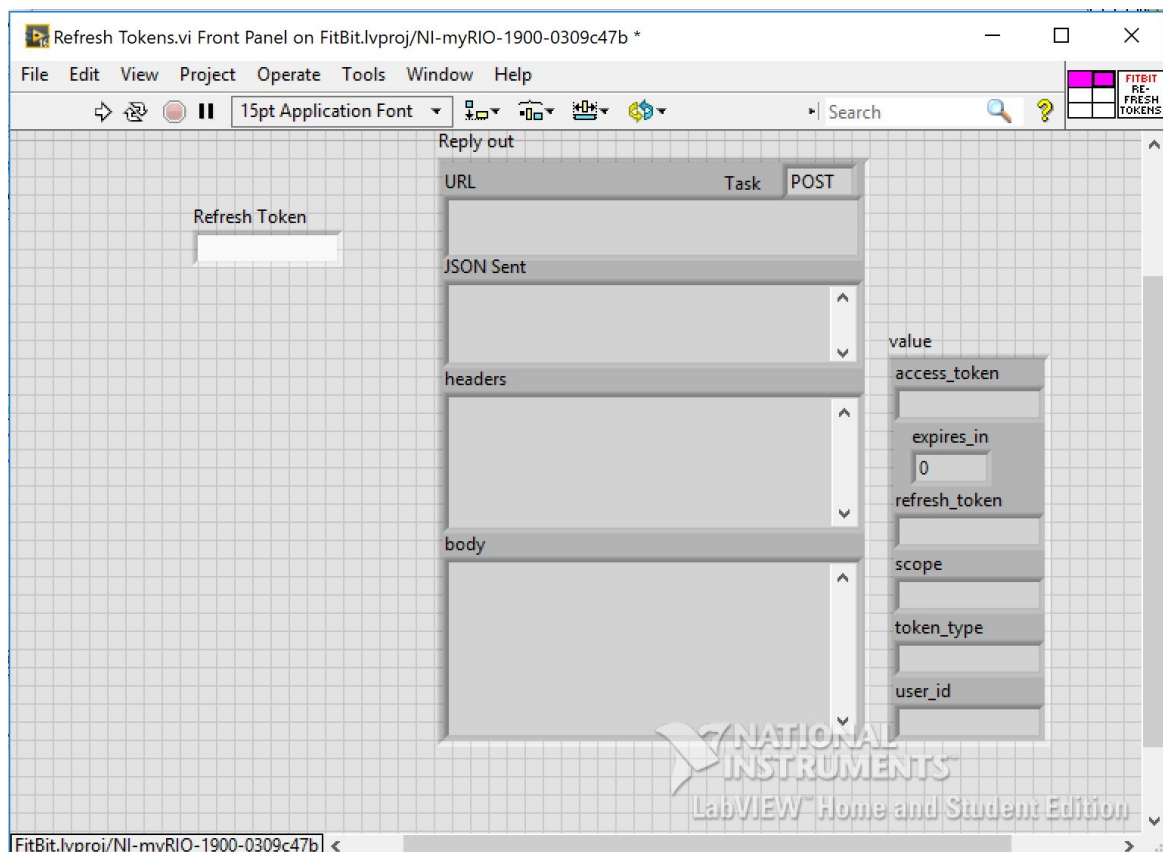 Refresh Tokens.vi Front Panel on FitBit.lvproj/NI-myRIO-1900-0309c47b *
File Edit View Project Operate Tools Window Help
15pt Application Font
Search
FITBIT
RE-
FRESH
TOKENS
Reply out
URL Task POST
Refresh Token
JSON Sent
headers
body
value
access_token
expires_in
0
refresh_token
scope
token_type
user_id
NATIONAL
INSTRUMENTS™
LabVIEW™ Home and Student Edition
FitBit.lvproj/NI-myRIO-1900-0309c47b